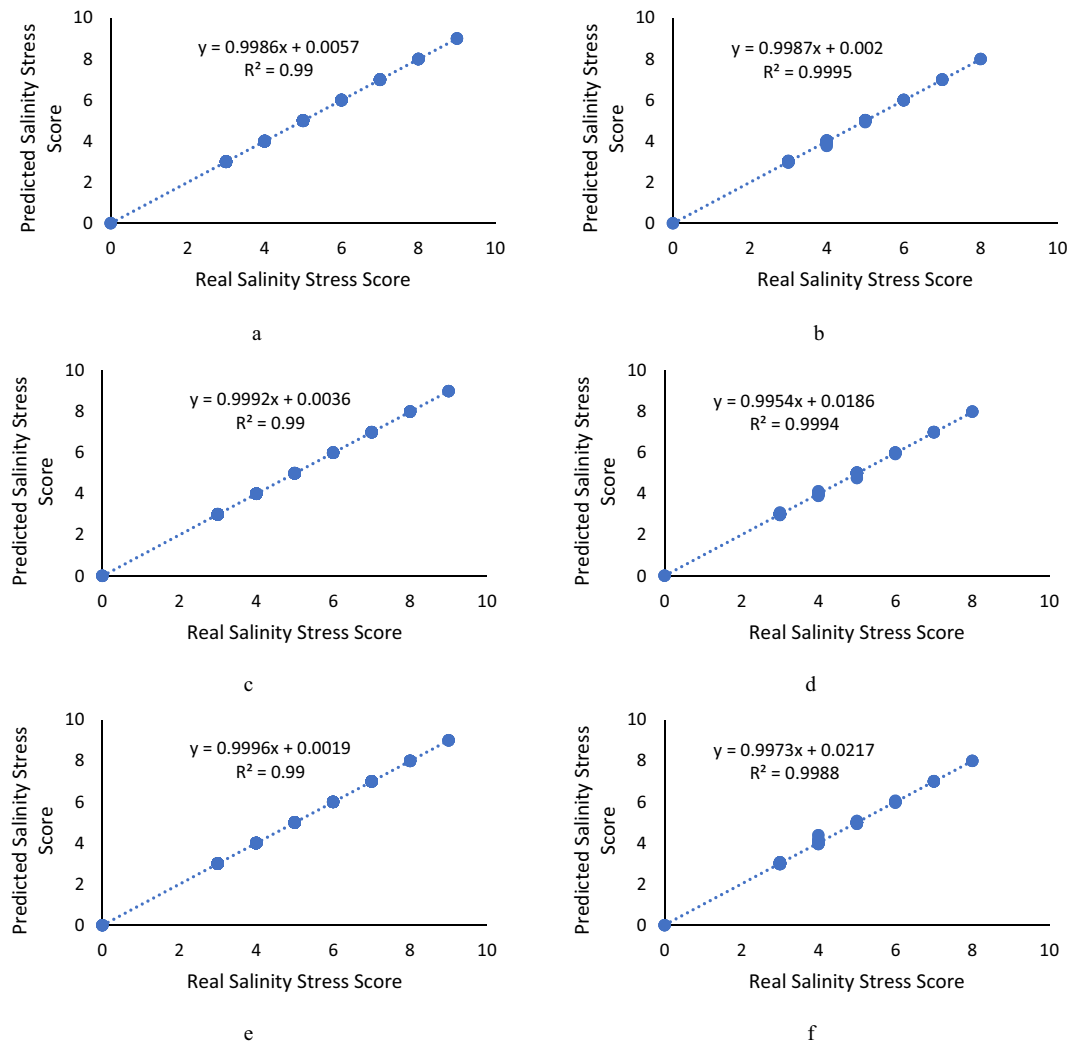 10
8
6
4
2
0
Predicted Salinity Stress
Score
y = 0.9986x + 0.0057
R² = 0.99
0 2 4 6 8 10
Real Salinity Stress Score
a
10
8
6
4
2
0
Predicted Salinity Stress
Score
y = 0.9987x + 0.002
R² = 0.9995
0 2 4 6 8 10
Real Salinity Stress Score
b
10
8
6
4
2
0
Predicted Salinity Stress
Score
y = 0.9992x + 0.0036
R² = 0.99
0 2 4 6 8 10
Real Salinity Stress Score
c
10
8
6
4
2
0
Predicted Salinity Stress
Score
y = 0.9954x + 0.0186
R² = 0.9994
0 2 4 6 8 10
Real Salinity Stress Score
d
10
8
6
4
2
0
Predicted Salinity Stress
Score
y = 0.9996x + 0.0019
R² = 0.99
0 2 4 6 8 10
Real Salinity Stress Score
e
10
8
6
4
2
0
Predicted Salinity Stress
Score
y = 0.9973x + 0.0217
R² = 0.9988
0 2 4 6 8 10
Real Salinity Stress Score
f